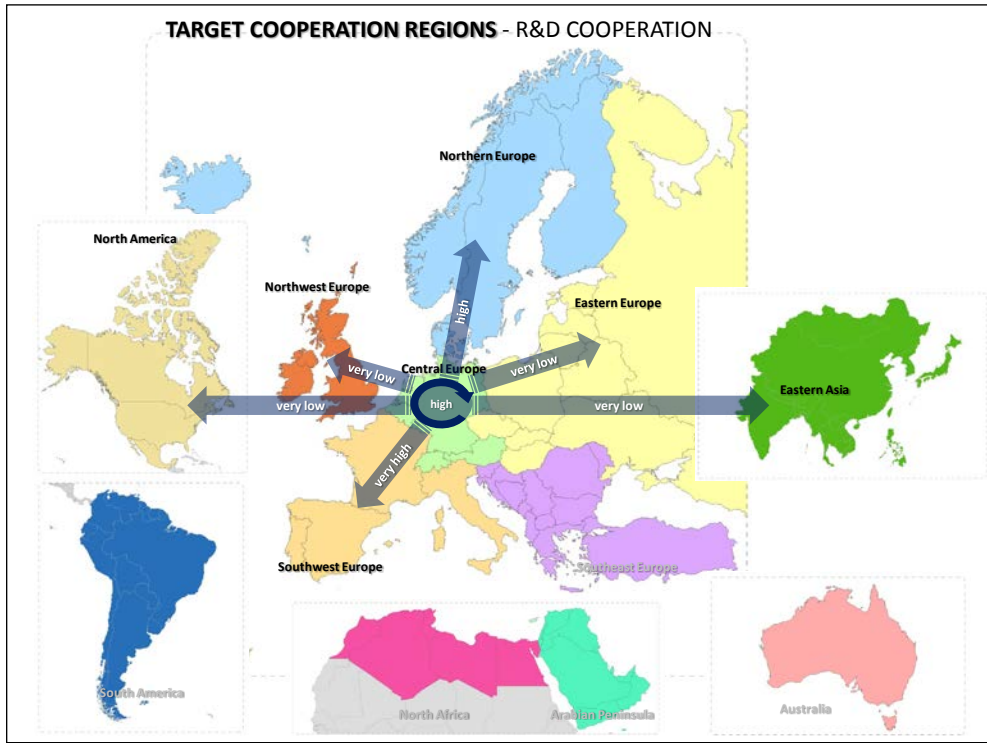 TARGET COOPERATION REGIONS - R&D COOPERATION
Northern Europe
North America
Northwest Europe
Eastern Europe
high
very low
Central Europe
very low
Eastern Asia
very low
high
very low
very high
Southwest Europe
Southeast Europe
South America
North Africa
Arabian Peninsula
Australia